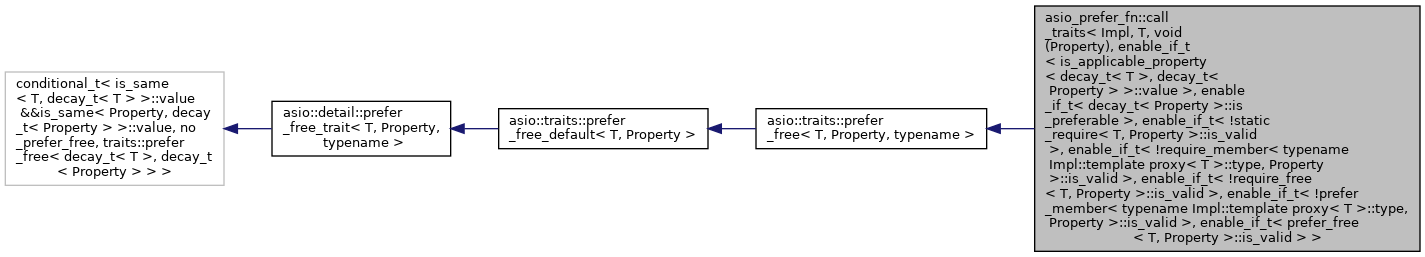 conditional_t< is_same
< T, decay_t< T > >::value
&&is_same< Property, decay
_t< Property > >::value, no
_prefer_free, traits::prefer
_free< decay_t< T >, decay_t
< Property > > >
asio::detail::prefer
_free_trait< T, Property,
typename >
asio::traits::prefer
_free_default< T, Property >
asio::traits::prefer
_free< T, Property, typename >
asio_prefer_fn::call
_traits< Impl, T, void
(Property), enable_if_t
< is_applicable_property
< decay_t< T >, decay_t<
Property > >::value >, enable
_if_t< decay_t< Property >::is
_preferable >, enable_if_t< !static
_require< T, Property >::is_valid
>, enable_if_t< !require_member< typename
Impl::template proxy< T >::type, Property
>::is_valid >, enable_if_t< !require_free
< T, Property >::is_valid >, enable_if_t< !prefer
_member< typename Impl::template proxy< T >::type,
Property >::is_valid >, enable_if_t< prefer_free
< T, Property >::is_valid > >